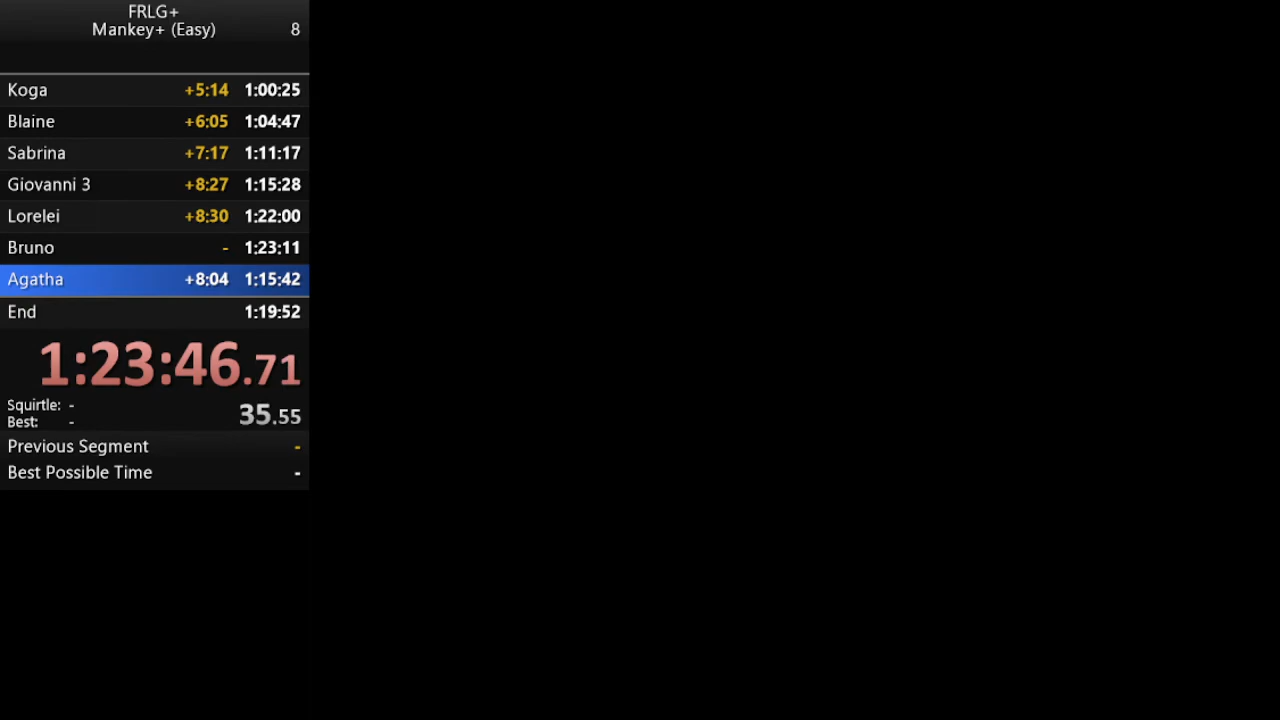 FRLG+
Mankey+ (Easy) 8
Koga +5:14 1:00:25
Blaine +6:05 1:04:47
Sabrina +7:17 1:11:17
Giovanni 3 +8:27 1:15:28
Lorelei +8:30 1:22:00
Bruno - 1:23:11
Agatha +8:04 1:15:42
End 1:19:52
1:23:46.71
Squirtle: - 35.55
Best: -
Previous Segment -
Best Possible Time -